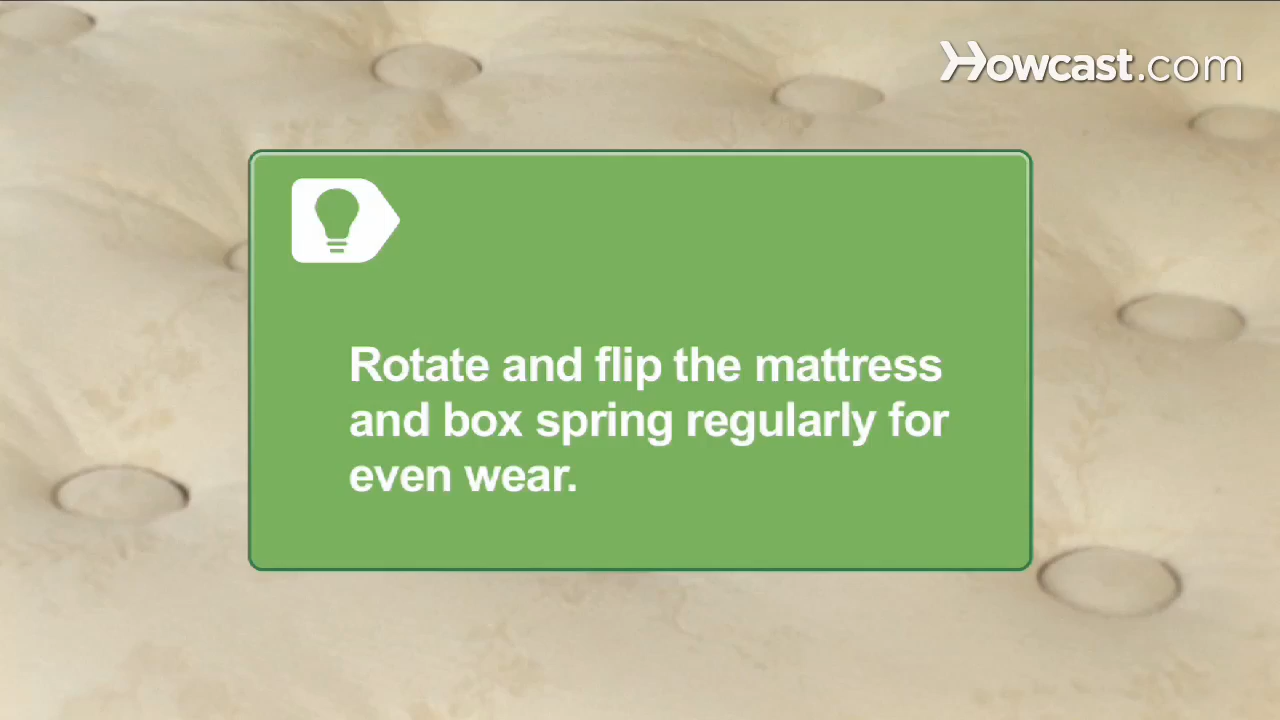 Howcast.com
Rotate and flip the mattress
and box spring regularly for
even wear.